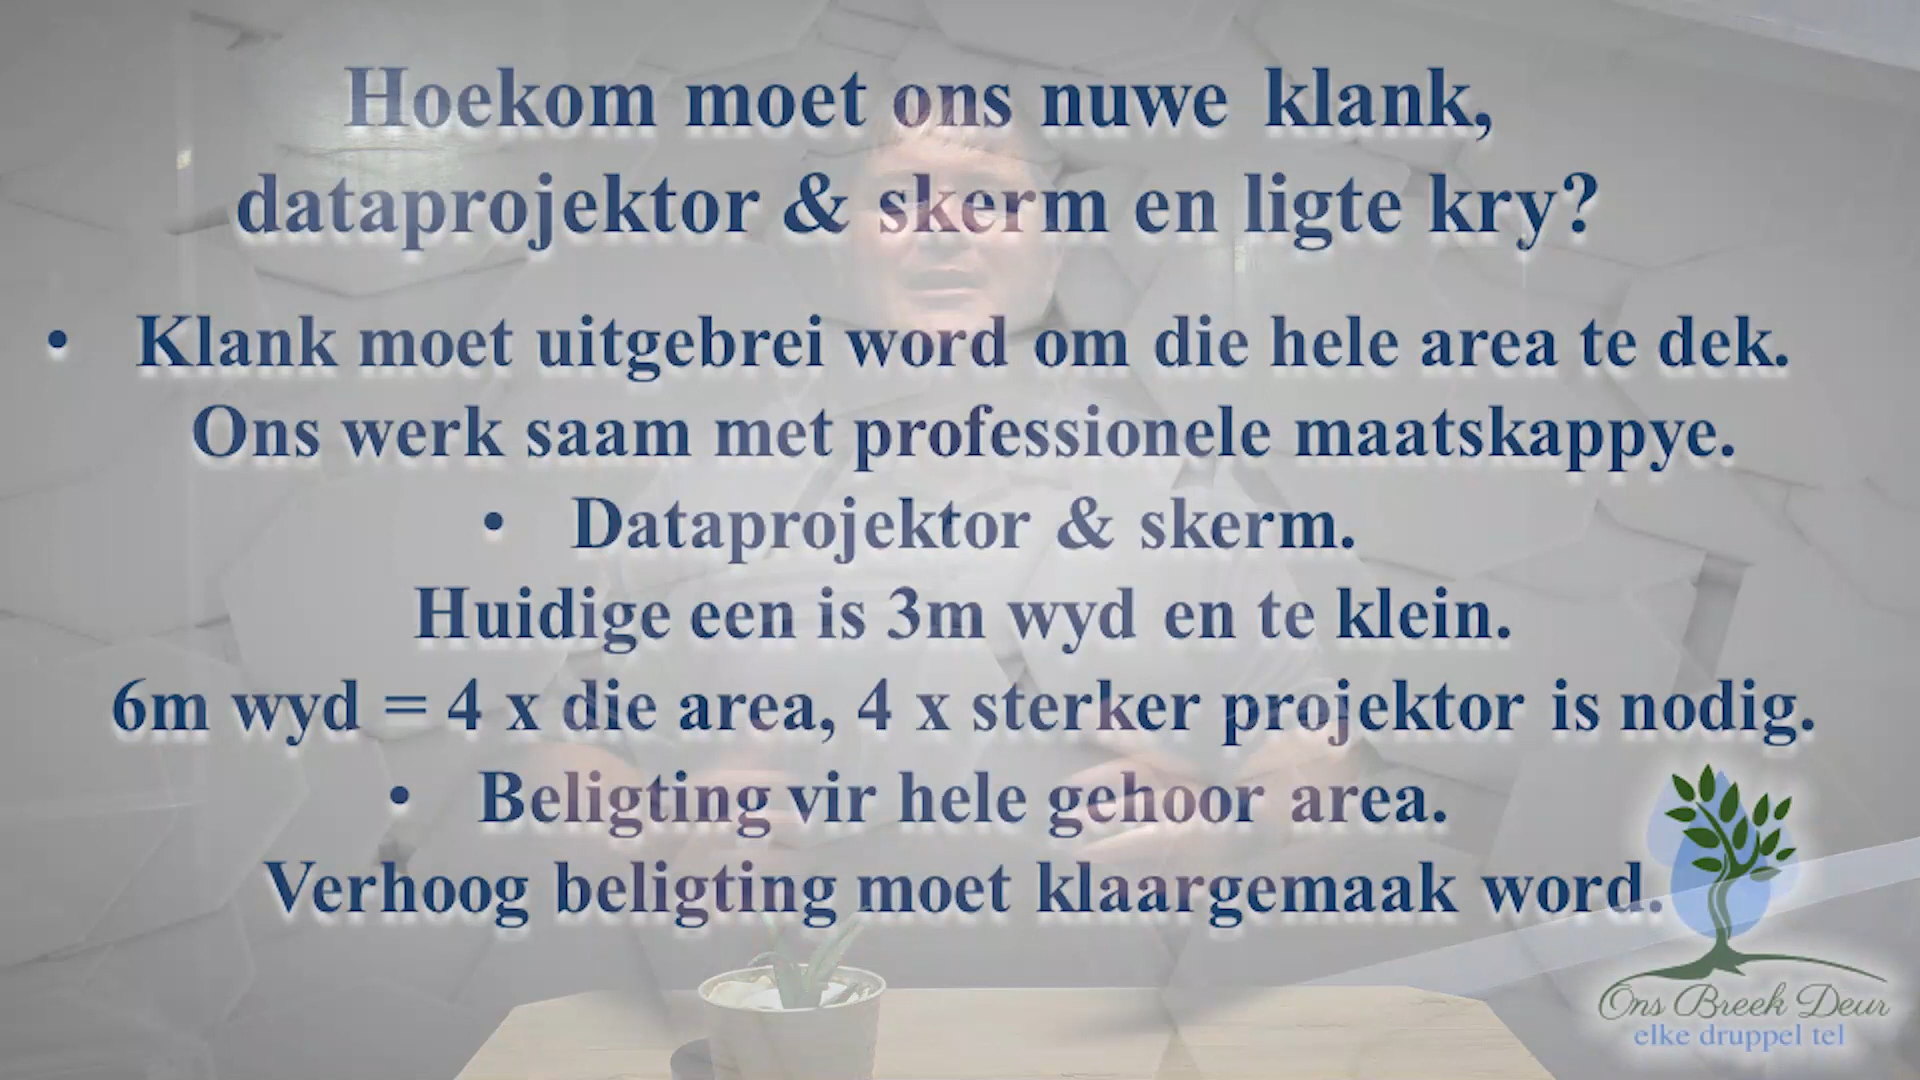 Hoekom moet ons nuwe klank,
dataprojektor & skerm en ligte kry?
• Klank moet uitgebrei word om die hele area te dek.
Ons werk saam met professionele maatskappye.
• Dataprojektor & skerm.
Huidige een is 3m wyd en te klein.
6m wyd = 4 x die area, 4 x sterker projektor is nodig.
• Beligting vir hele gehoor area.
Verhoog beligting moet klaargemaak word.
Ons Breek Deur
elke druppel tel